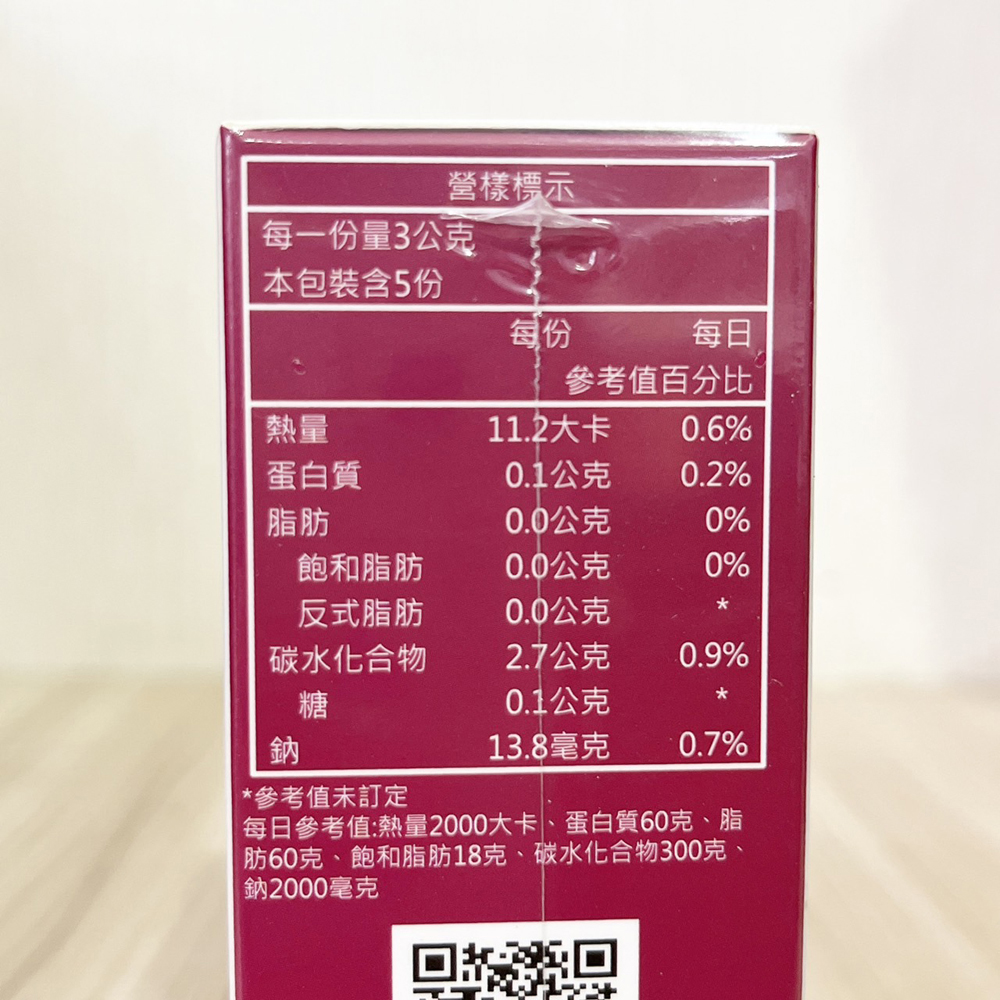 營樣標示
每一份量3公克
本包裝含5份
每份 每日
參考值百分比
熱量 11.2大卡 0.6%
蛋白質 0.1公克 0.2%
脂肪 0.0公克 0%
飽和脂肪 0.0公克 0%
反式脂肪 0.0公克 *
碳水化合物 2.7公克 0.9%
糖 0.1公克 *
鈉 13.8毫克 0.7%
*參考值未訂定
每日參考值:熱量2000大卡、蛋白質60克、脂
肪60克、飽和脂肪18克、碳水化合物300克、
鈉2000毫克